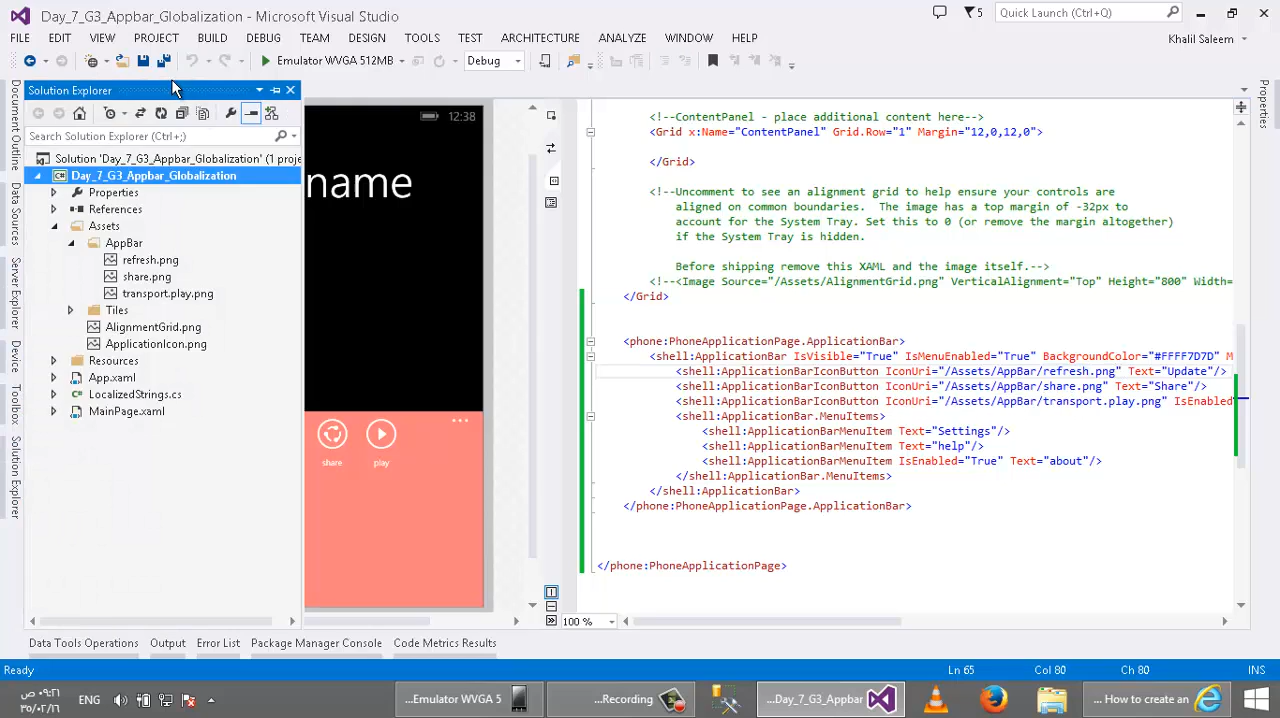 Day_7_G3_Appbar_Globalization - Microsoft Visual Studio
5
Quick Launch (Ctrl+Q)
FILE EDIT VIEW PROJECT BUILD DEBUG TEAM DESIGN TOOLS TEST ARCHITECTURE ANALYZE WINDOW HELP
Khalil Saleem
Emulator WVGA 512MB
Debug
Document Outline
Data Sources
Server Explorer
Device
Toolbox
Solution Explorer
Solution Explorer
Search Solution Explorer (Ctrl+;)
Solution 'Day_7_G3_Appbar_Globalization' (1 proje
Day_7_G3_Appbar_Globalization
Properties
References
Assets
AppBar
refresh.png
share.png
transport.play.png
Tiles
AlignmentGrid.png
ApplicationIcon.png
Resources
App.xaml
LocalizedStrings.cs
MainPage.xaml
12:38
name
share
play
<!--ContentPanel - place additional content here-->
<Grid x:Name="ContentPanel" Grid.Row="1" Margin="12,0,12,0">
</Grid>
<!--Uncomment to see an alignment grid to help ensure your controls are
aligned on common boundaries.  The image has a top margin of -32px to
account for the System Tray. Set this to 0 (or remove the margin altogether)
if the System Tray is hidden.
Before shipping remove this XAML and the image itself.-->
<!--<Image Source="/Assets/AlignmentGrid.png" VerticalAlignment="Top" Height="800" Width=
</Grid>
<phone:PhoneApplicationPage.ApplicationBar>
<shell:ApplicationBar IsVisible="True" IsMenuEnabled="True" BackgroundColor="#FFFF7D7D" M
<shell:ApplicationBarIconButton IconUri="/Assets/AppBar/refresh.png" Text="Update"/>
<shell:ApplicationBarIconButton IconUri="/Assets/AppBar/share.png" Text="Share"/>
<shell:ApplicationBarIconButton IconUri="/Assets/AppBar/transport.play.png" IsEnabled
<shell:ApplicationBar.MenuItems>
<shell:ApplicationBarMenuItem Text="Settings"/>
<shell:ApplicationBarMenuItem Text="help"/>
<shell:ApplicationBarMenuItem IsEnabled="True" Text="about"/>
</shell:ApplicationBar.MenuItems>
</shell:ApplicationBar>
</phone:PhoneApplicationPage.ApplicationBar>
</phone:PhoneApplicationPage>
100 %
Properties
Data Tools Operations Output Error List Package Manager Console Code Metrics Results
Ready
Ln 65 Col 80 Ch 80 INS
ENG
...Emulator WVGA 5
...Recording
...Day_7_G3_Appbar
...How to create an